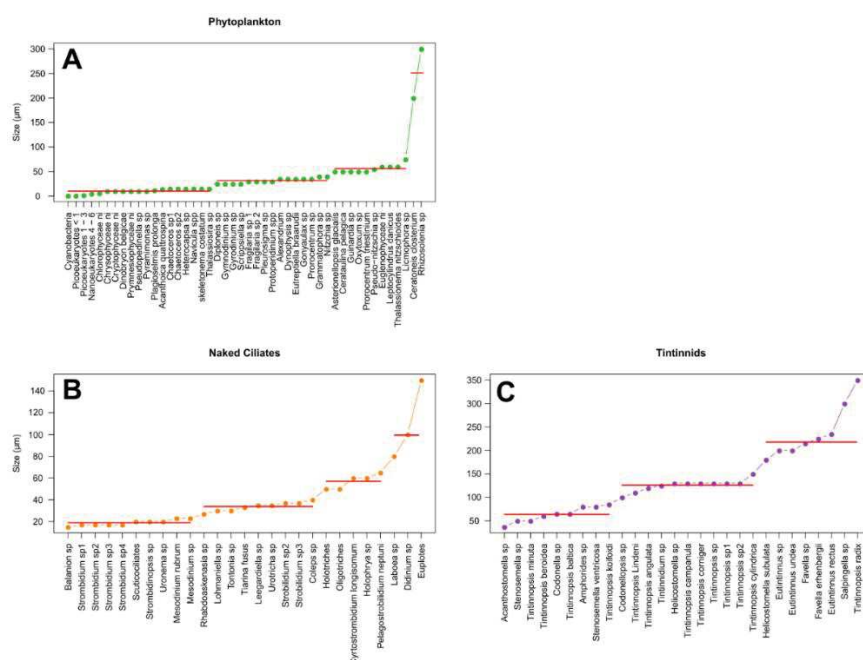 Phytoplankton
A
Size (µm)
300
250
200
150
100
50
0
Cyanobacteria
Picoeukaryotes < 1
Picoeukaryotes 1 − 3
Nanoeukaryotes 4 − 6
Chlorophyceae ni
Chrysophyceae ni
Cryptophyceae ni
Dinobryon belgicae
Prymnesiophyceae ni
Pseudopedinella sp
Pyramimonas sp
Plagioselmis prolonga
Acanthoica quattrospina
Chaetoceros sp1
Chaetoceros sp2
Heterocapsa sp
Navicula spp
skeletonema costatum
Thalassiosira sp
Diploneis sp
Gymnodinium sp
Gyrodinium sp
Scrippsiella sp
Fragilaria sp 1
Fragilaria sp 2
Pleurosigma sp
Protoperidinium spp
Alexandrium
Dynophysis sp
Eutreptiella braarudii
Gonyaulax sp
Prorocentrum sp
Grammatophora sp
Nitzchia sp
Asterionellopsis glacialis
Cerataulina pelagica
Guinardia sp
Oxytoxum sp
Prorocentrum triestinum
Pseudo−nitzschia sp
Euglenophyceae ni
Leptocylindrus danicus
Thalassionema nitzschoides
Licmophora sp
Ceratoneis closterium
Rhizosolenia sp
Naked Ciliates
B
Size (µm)
140
120
100
80
60
40
20
Balanion sp
Strombidium sp1
Strombidium sp2
Strombidium sp3
Strombidium sp4
Scuticociliates
Strombidinopsis sp
Uronema sp
Mesodinium rubrum
Mesodinium sp
Rhabdoaskenasia sp
Lohmaniella sp
Tontonia sp
Tiarina fusus
Leegardiella sp
Urotricha sp
Strobilidium sp2
Strobilidium sp3
Coleps sp
Holotriches
Oligotriches
Cyrtostrombidium longisomum
Holophrya sp
Pelagostrobilidium neptuni
Laboea sp
Didinium sp
Euplotes
Tintinnids
C
350
300
250
200
150
100
50
Acanthostomella sp
Stenosemella sp
Tintinnopsis minuta
Tintinnopsis beroidea
Codonella sp
Tintinnopsis baltica
Amphorides sp
Stenosemella ventricosa
Tintinnopsis kofoidi
Codonellopsis sp
Tintinnopsis Lindeni
Tintinnopsis angulata
Tintinnidium sp
Helicostomella sp
Tintinnopsis campanula
Tintinnopsis corniger
Tintinnopsis sp
Tintinnopsis sp1
Tintinnopsis sp2
Tintinnopsis cylindrica
Helicostomella subulata
Eutintinnus sp
Eutintinnus undea
Favella sp
Favella erhenbergii
Eutintinnus rectus
Salpingella sp
Tintinnopsis radix